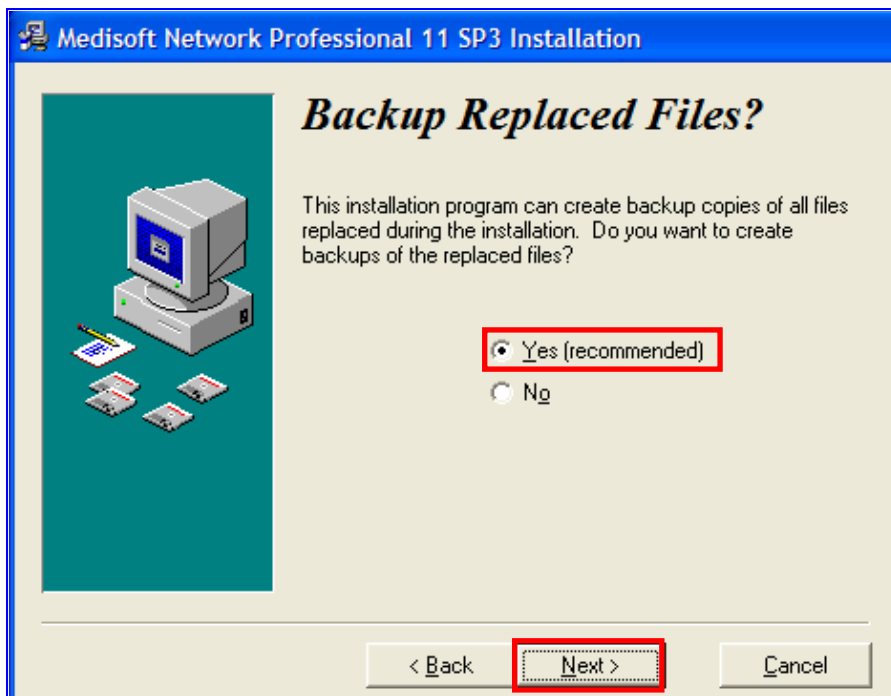 Medisoft Network Professional 11 SP3 Installation
Backup Replaced Files?
This installation program can create backup copies of all files
replaced during the installation. Do you want to create
backups of the replaced files?
Yes (recommended)
No
< Back Next > Cancel